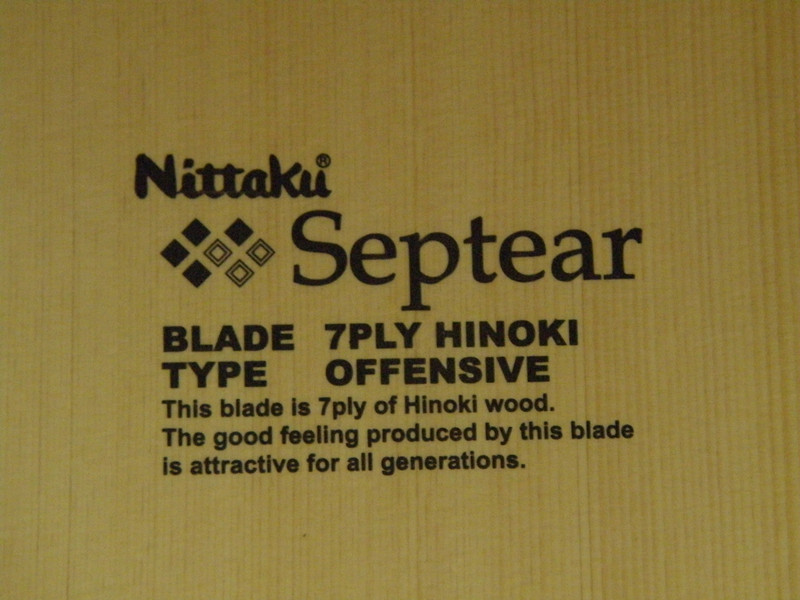 Nittaku®
Septear
BLADE 7PLY HINOKI
TYPE OFFENSIVE
This blade is 7ply of Hinoki wood.
The good feeling produced by this blade
is attractive for all generations.